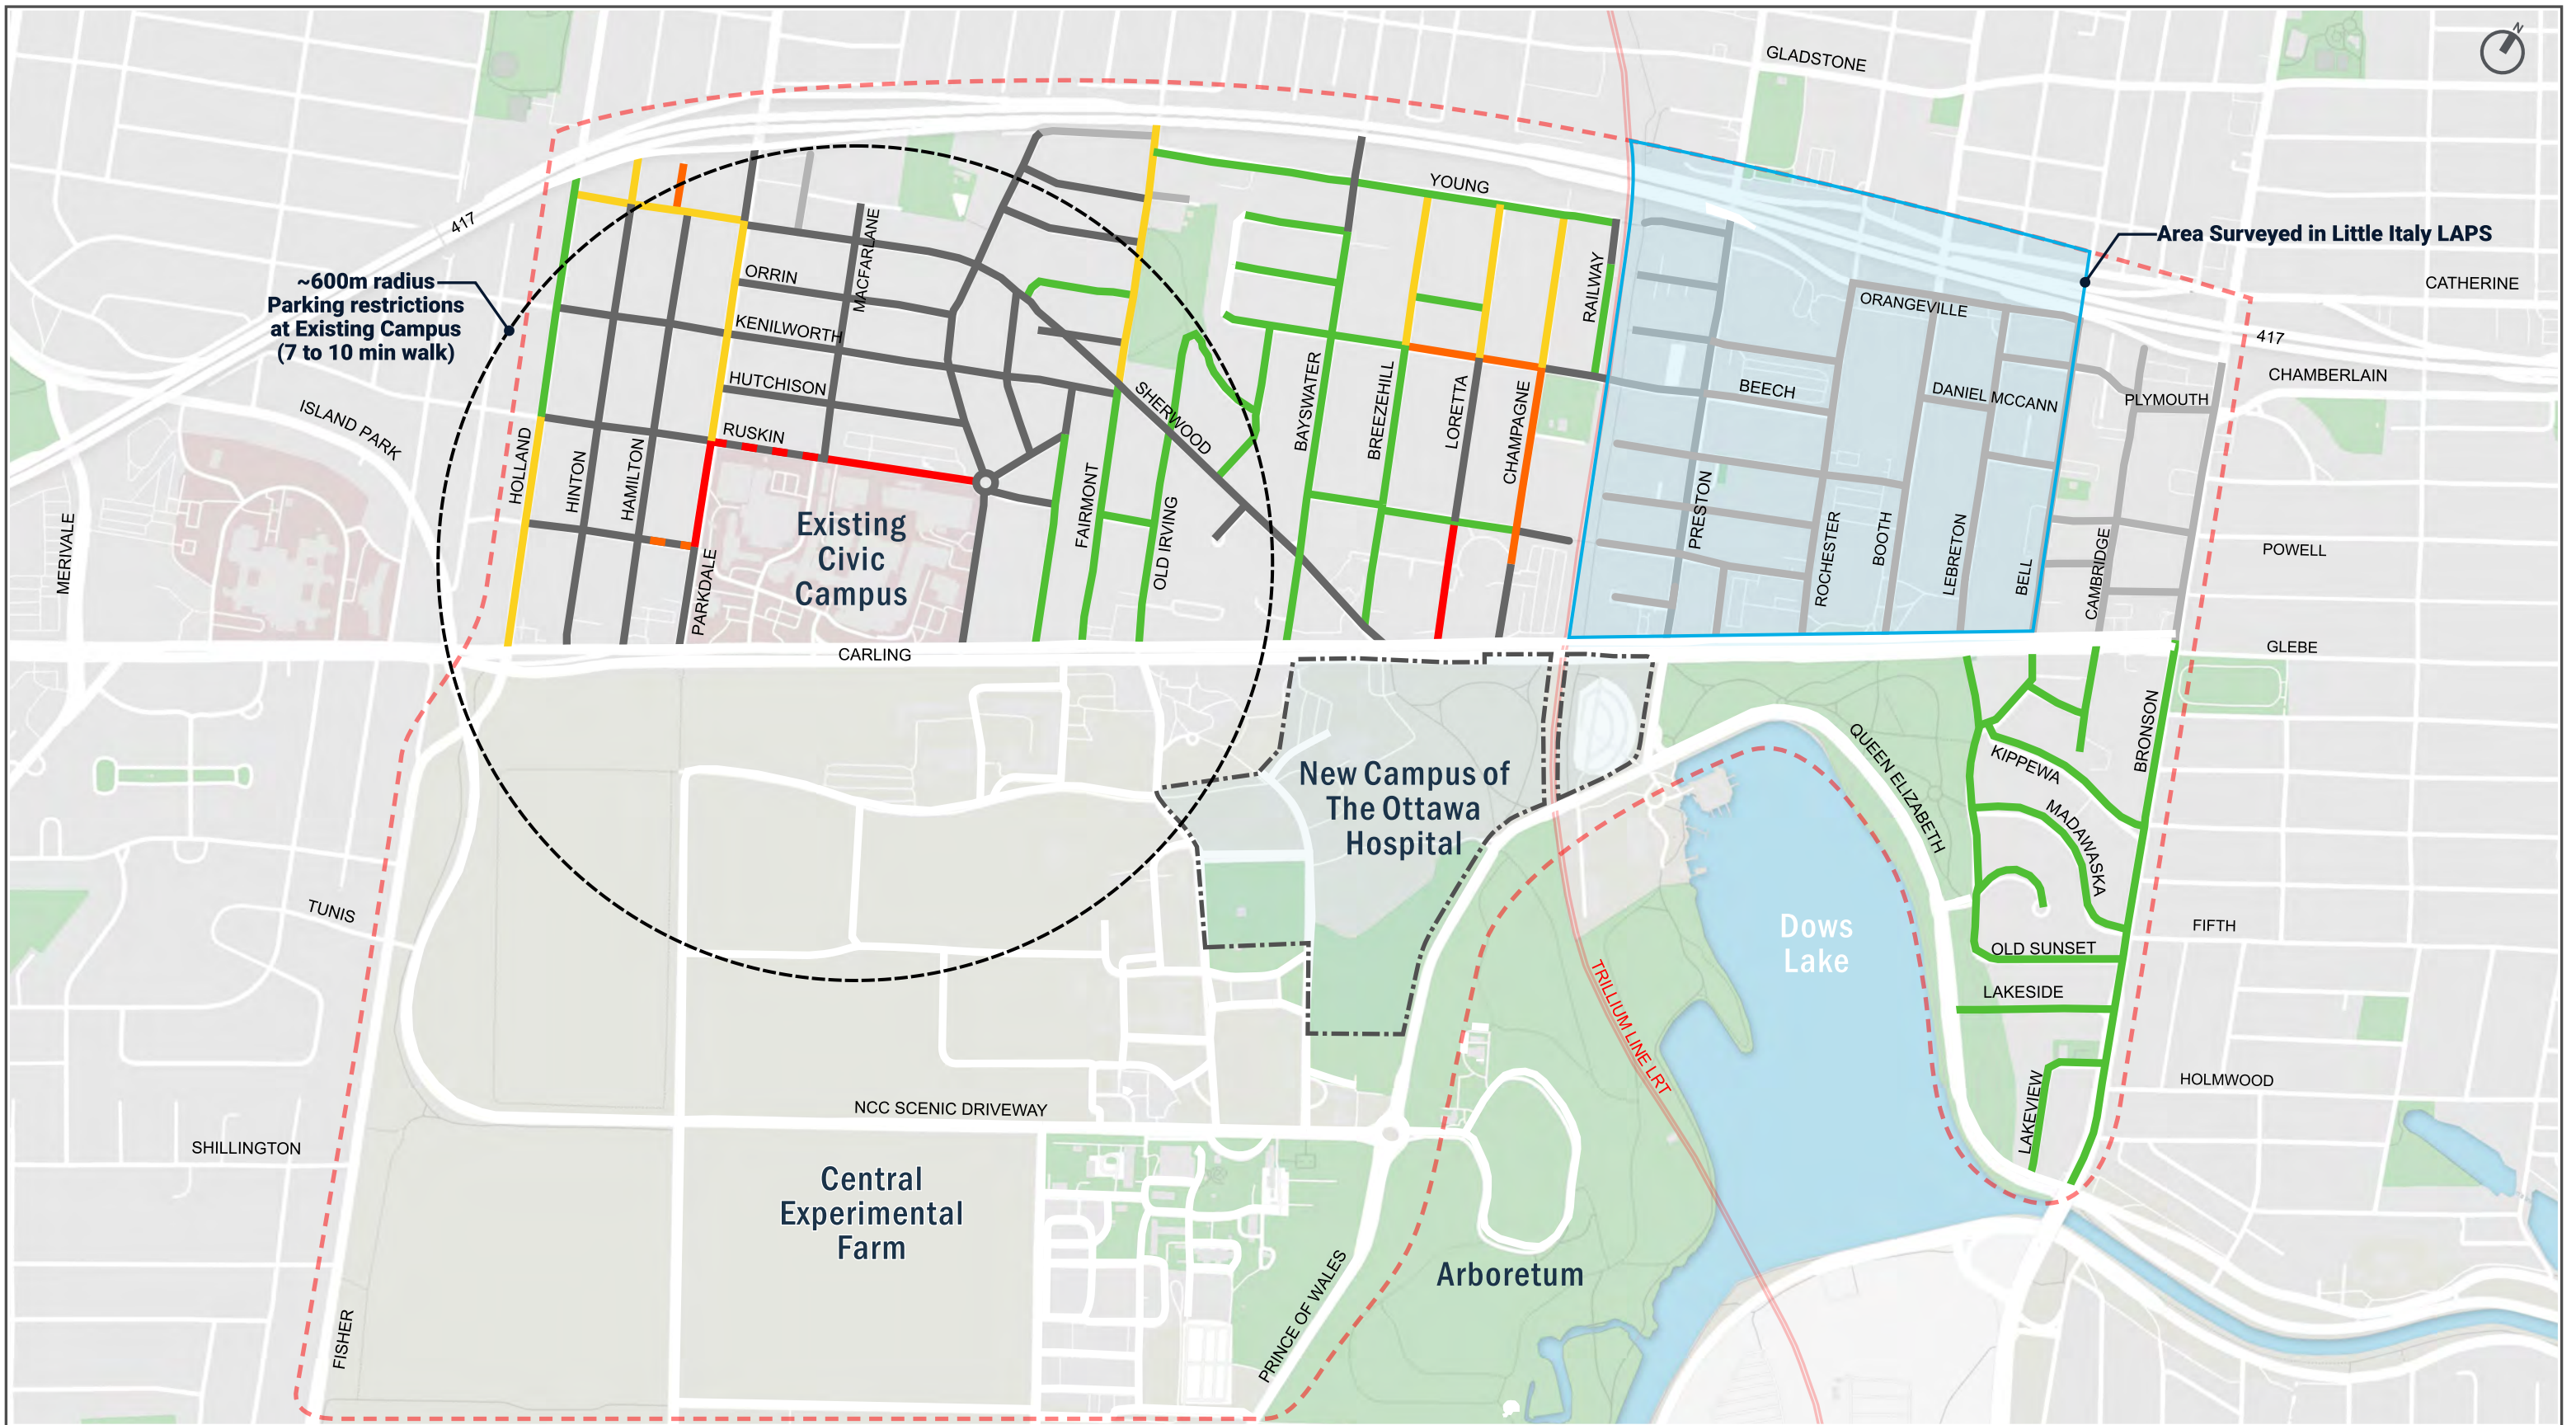 N
GLADSTONE
417
YOUNG
Area Surveyed in Little Italy LAPS
~600m radius
Parking restrictions
at Existing Campus
(7 to 10 min walk)
MACFARLANE
ORRIN
RAILWAY
ORANGEVILLE
CATHERINE
KENILWORTH
417
HUTCHISON
SHERWOOD
BAYSWATER
BREEZEHILL
LORETTA
CHAMPAGNE
BEECH
DANIEL MCCANN
PLYMOUTH
CHAMBERLAIN
ISLAND PARK
RUSKIN
HOLLAND
HINTON
HAMILTON
FAIRMONT
OLD IRVING
PRESTON
ROCHESTER
BOOTH
LEBRETON
BELL
CAMBRIDGE
POWELL
MERIVALE
PARKDALE
Existing
Civic
Campus
CARLING
GLEBE
BRONSON
QUEEN ELIZABETH
KIPPEWA
MADAWASKA
New Campus of
The Ottawa
Hospital
TUNIS
Dows
Lake
FIFTH
OLD SUNSET
LAKESIDE
TRILLIUM LINE LRT
HOLMWOOD
LAKEVIEW
NCC SCENIC DRIVEWAY
SHILLINGTON
Central
Experimental
Farm
Arboretum
PRINCE OF WALES
FISHER